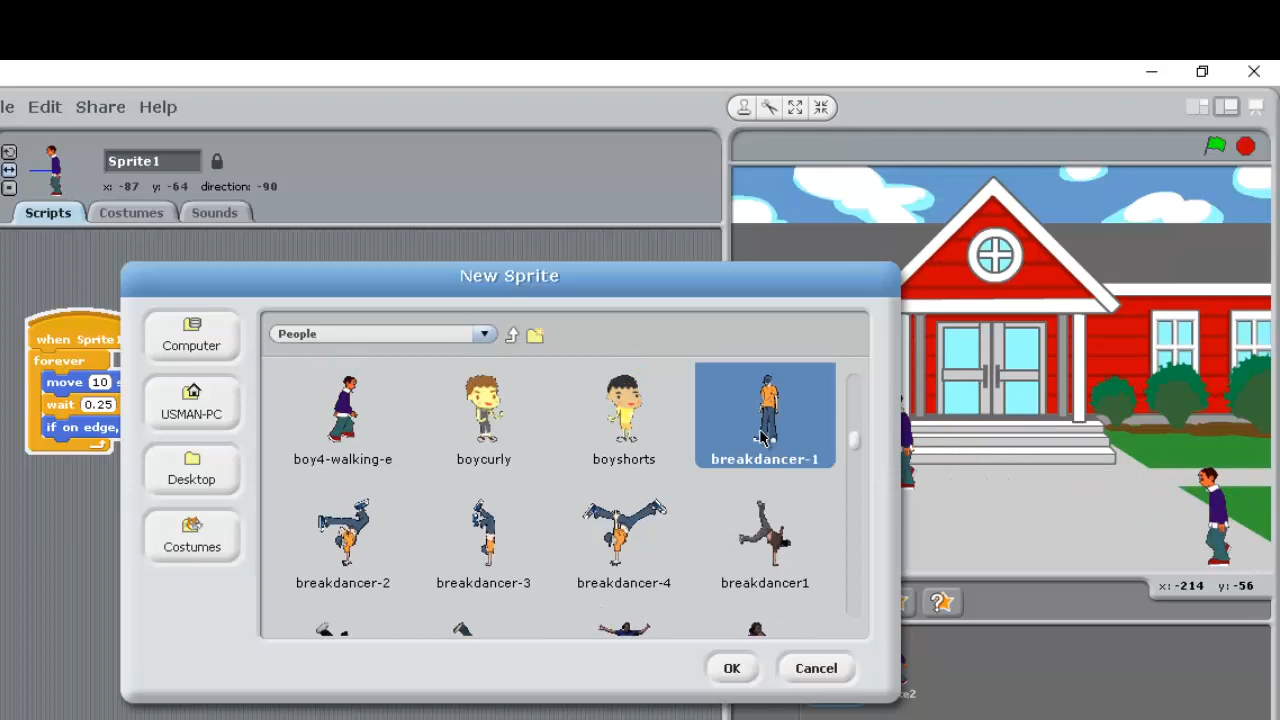 le Edit Share Help
Sprite1
x: -87 y: -64 direction: -90
Scripts Costumes Sounds
New Sprite
Computer
USMAN-PC
Desktop
Costumes
People
boy4-walking-e boycurly boyshorts breakdancer-1
breakdancer-2 breakdancer-3 breakdancer-4 breakdancer1
OK Cancel
when Sprite1
forever
move 10 s
wait 0.25
if on edge,
x: -214 y: -56
e2